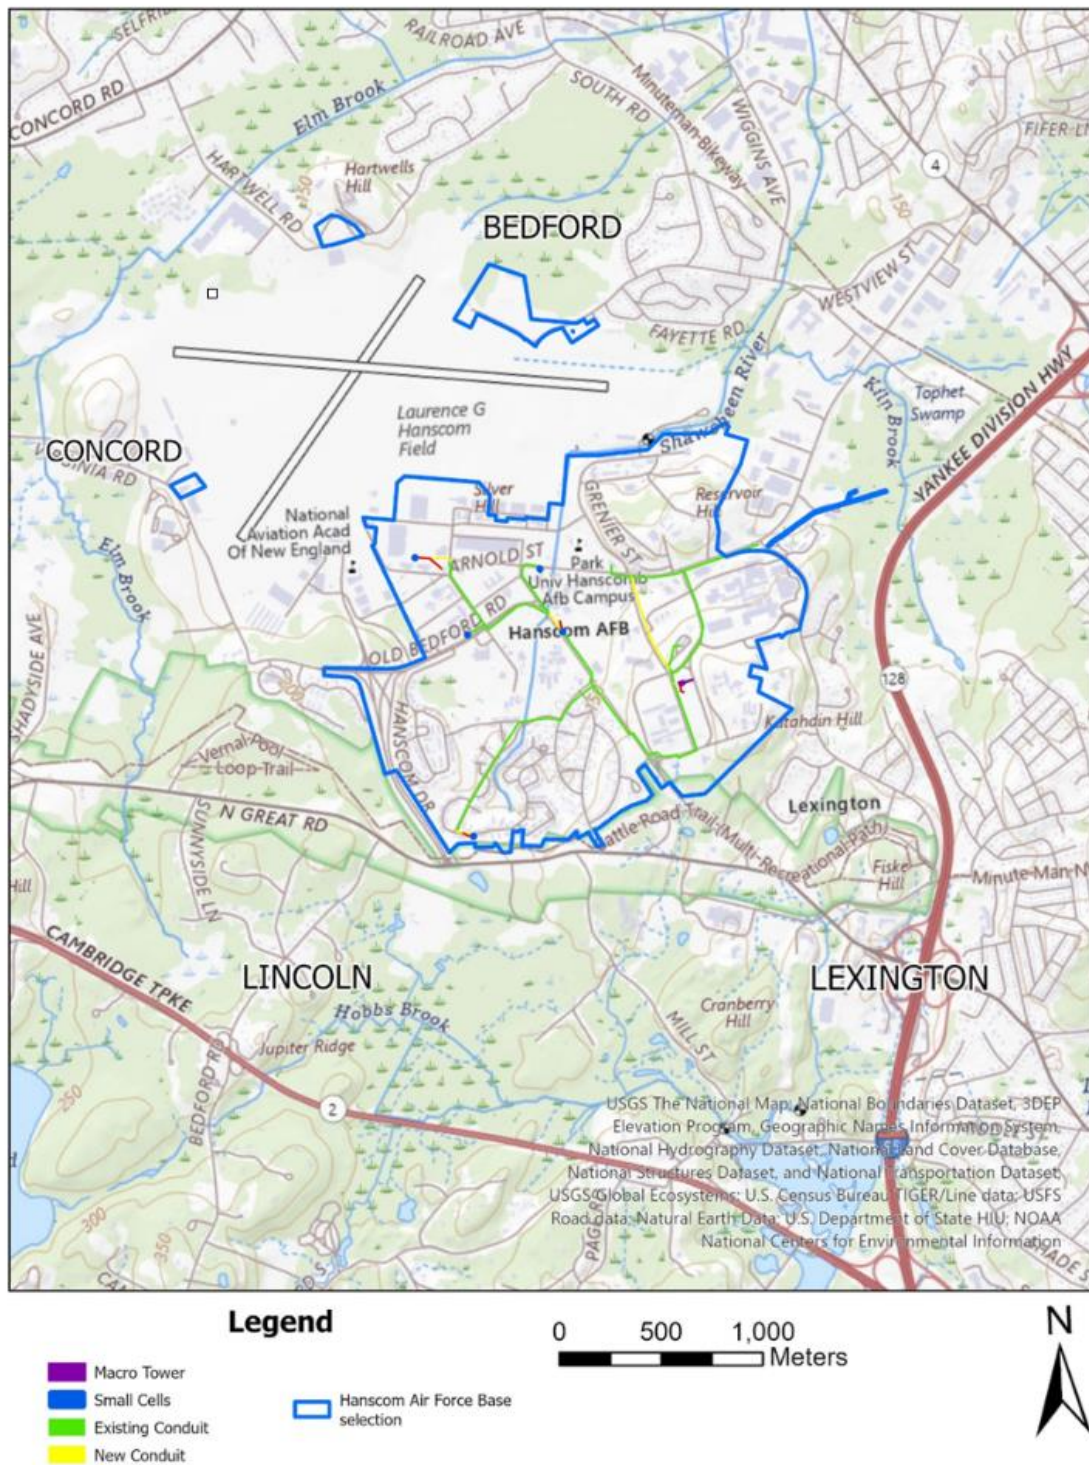 SELFRI
RAILROAD AVE
CONCORD RD
Elm Brook
SOUTH RD
Minuteman Bikeway
WIGGINS AVE
FIFER L
4
HARTWELL RD
150
Hartwells
Hill
150
BEDFORD
WESTVIEW ST
FAYETTE RD
Shawsheen River
Kiln Brook
Tophet
Swamp
YANKEE DIVISION HWY
Laurence G
Hanscom
Field
CONCORD
VIRGINIA RD
Silver
Hill
Reservoir
Hill
GRENIER ST
National
Aviation Acad
Of New England
ARNOLD ST
Park
Univ Hanscomb
Afb Campus
Elm Brook
OLD BEDFORD RD
Hanscom AFB
SHADYSIDE AVE
200
128
HANSCOM DR
Katahdin Hill
Vernal-Pool
Loop-Trail
N GREAT RD
SUNNYSIDE LN
Lexington
Battle-Road-Trail-(Multi-Recreational-Path)
Fiske
Hill
Minute-Man-N
Hill
CAMBRIDGE TPKE
LINCOLN
LEXINGTON
Hobbs Brook
Cranberry
Hill
MILL ST
Jupiter Ridge
BEDFORD RD
2
250
300
350
USGS The National Map: National Boundaries Dataset, 3DEP
Elevation Program, Geographic Names Information System,
National Hydrography Dataset, National Land Cover Database,
National Structures Dataset, and National Transportation Dataset;
USGS Global Ecosystems; U.S. Census Bureau TIGER/Line data; USFS
Road data; Natural Earth Data; U.S. Department of State HIU; NOAA
National Centers for Environmental Information
Legend
Macro Tower
Small Cells
Existing Conduit
New Conduit
Hanscom Air Force Base
selection
0 500 1,000
Meters
N